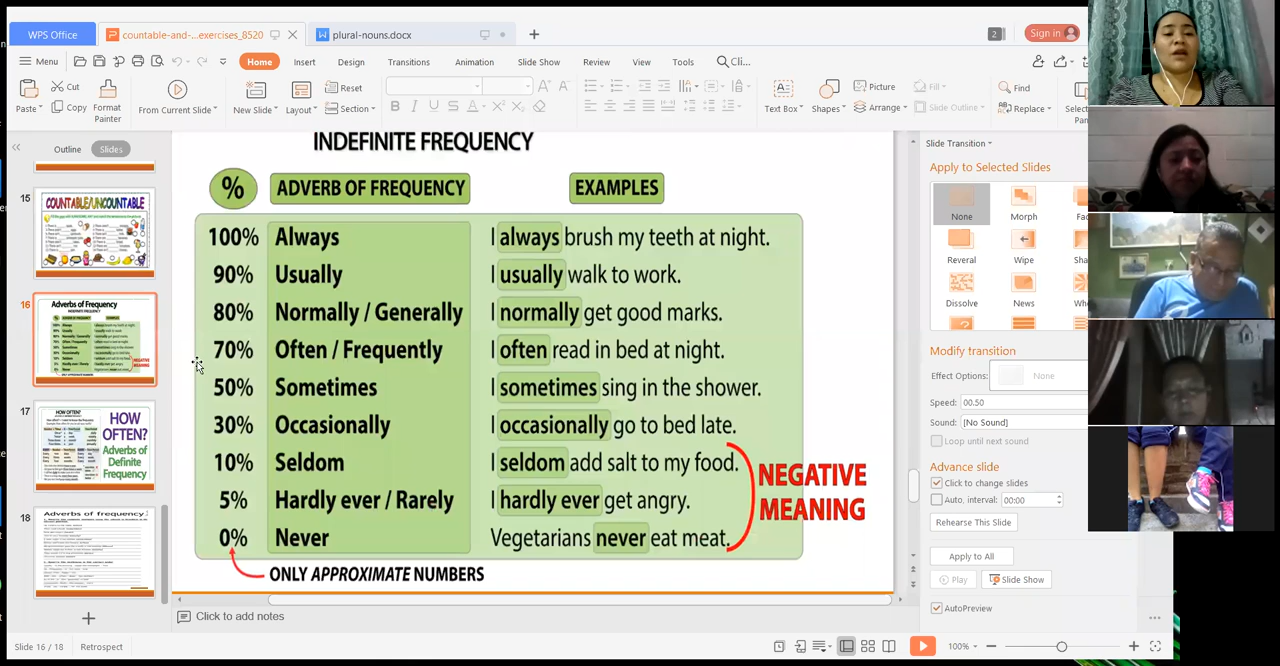 WPS Office
countable-and-...exercises_8520
plural-nouns.docx
2
Sign in
Menu
Home
Insert
Design
Transitions
Animation
Slide Show
Review
View
Tools
Cli...
Paste
Cut
Copy
Format Painter
From Current Slide
New Slide
Layout
Reset
Section
Text Box
Shapes
Picture
Arrange
Fill
Slide Outline
Find
Replace
Outline
Slides
15
COUNTABLE/UNCOUNTABLE
16
Adverbs of Frequency
17
HOW OFTEN?
Adverbs of Definite Frequency
18
Adverbs of frequency
INDEFINITE FREQUENCY
% ADVERB OF FREQUENCY EXAMPLES
100% Always I always brush my teeth at night.
90% Usually I usually walk to work.
80% Normally / Generally I normally get good marks.
70% Often / Frequently I often read in bed at night.
50% Sometimes I sometimes sing in the shower.
30% Occasionally I occasionally go to bed late.
10% Seldom I seldom add salt to my food.
5% Hardly ever / Rarely I hardly ever get angry.
0% Never Vegetarians never eat meat.
NEGATIVE
MEANING
ONLY APPROXIMATE NUMBERS
Click to add notes
Slide Transition
Apply to Selected Slides
None
Morph
Reveral
Wipe
Dissolve
News
Modify transition
Effect Options:
None
Speed: 00.50
Sound: [No Sound]
Loop until next sound
Advance slide
Click to change slides
Auto, interval: 00:00
Rehearse This Slide
Apply to All
Play
Slide Show
AutoPreview
Slide 16 / 18
Retrospect
100%